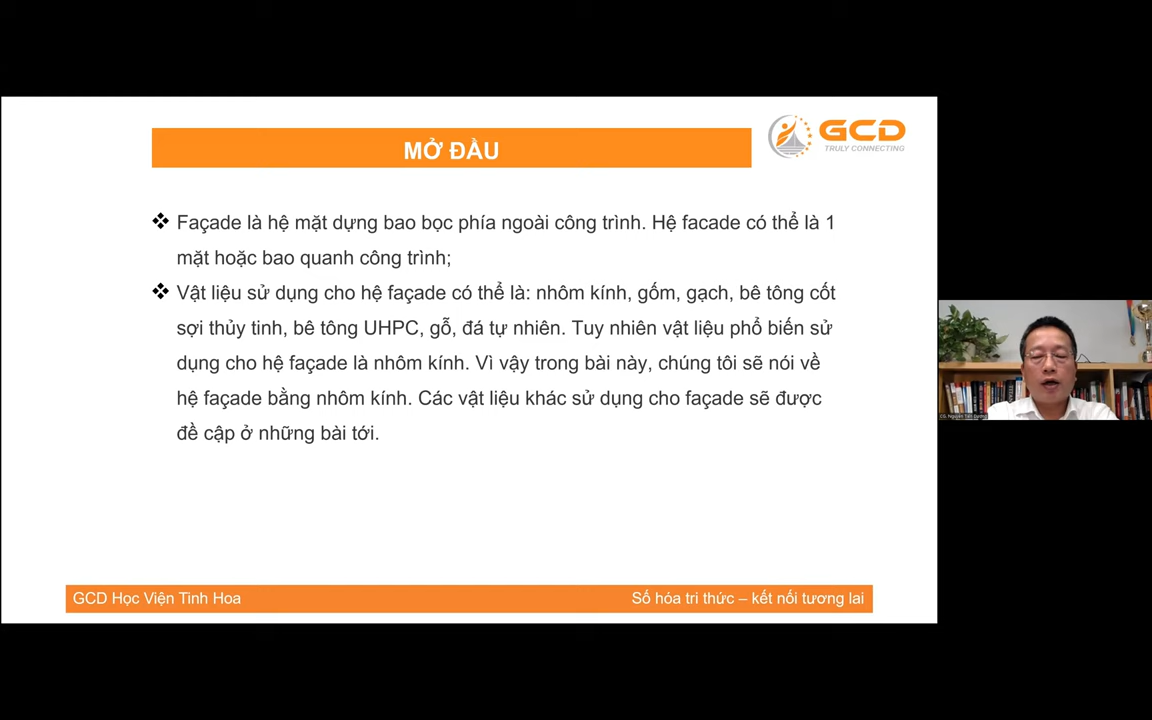 MỞ ĐẦU
GCD
TRULY CONNECTING
❖ Façade là hệ mặt dựng bao bọc phía ngoài công trình. Hệ facade có thể là 1
mặt hoặc bao quanh công trình;
❖ Vật liệu sử dụng cho hệ façade có thể là: nhôm kính, gốm, gạch, bê tông cốt
sợi thủy tinh, bê tông UHPC, gỗ, đá tự nhiên. Tuy nhiên vật liệu phổ biến sử
dụng cho hệ façade là nhôm kính. Vì vậy trong bài này, chúng tôi sẽ nói về
hệ façade bằng nhôm kính. Các vật liệu khác sử dụng cho façade sẽ được
đề cập ở những bài tới.
GCD Học Viện Tinh Hoa
Số hóa tri thức – kết nối tương lai